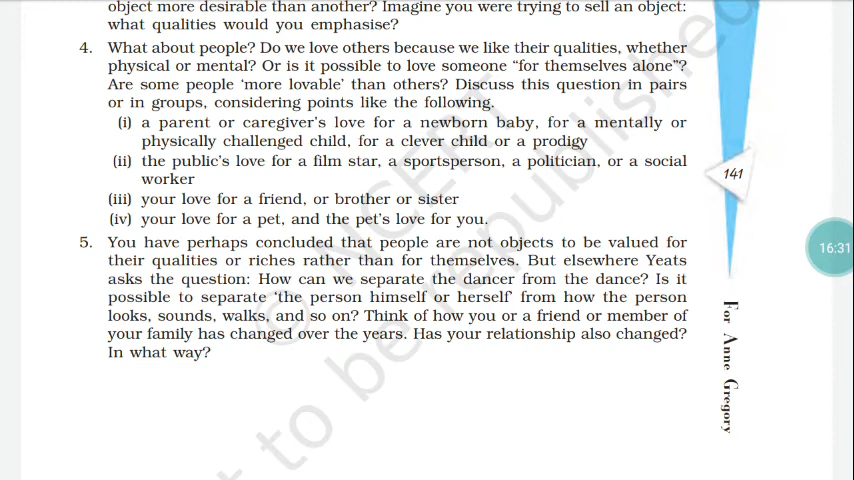 object more desirable than another? Imagine you were trying to sell an object:
what qualities would you emphasise?
4. What about people? Do we love others because we like their qualities, whether
physical or mental? Or is it possible to love someone “for themselves alone”?
Are some people ‘more lovable’ than others? Discuss this question in pairs
or in groups, considering points like the following.
(i) a parent or caregiver’s love for a newborn baby, for a mentally or
physically challenged child, for a clever child or a prodigy
(ii) the public’s love for a film star, a sportsperson, a politician, or a social
worker
(iii) your love for a friend, or brother or sister
(iv) your love for a pet, and the pet’s love for you.
5. You have perhaps concluded that people are not objects to be valued for
their qualities or riches rather than for themselves. But elsewhere Yeats
asks the question: How can we separate the dancer from the dance? Is it
possible to separate ‘the person himself or herself’ from how the person
looks, sounds, walks, and so on? Think of how you or a friend or member of
your family has changed over the years. Has your relationship also changed?
In what way?
141
16:31
For Anne Gregory
© NCERT
not to be republished